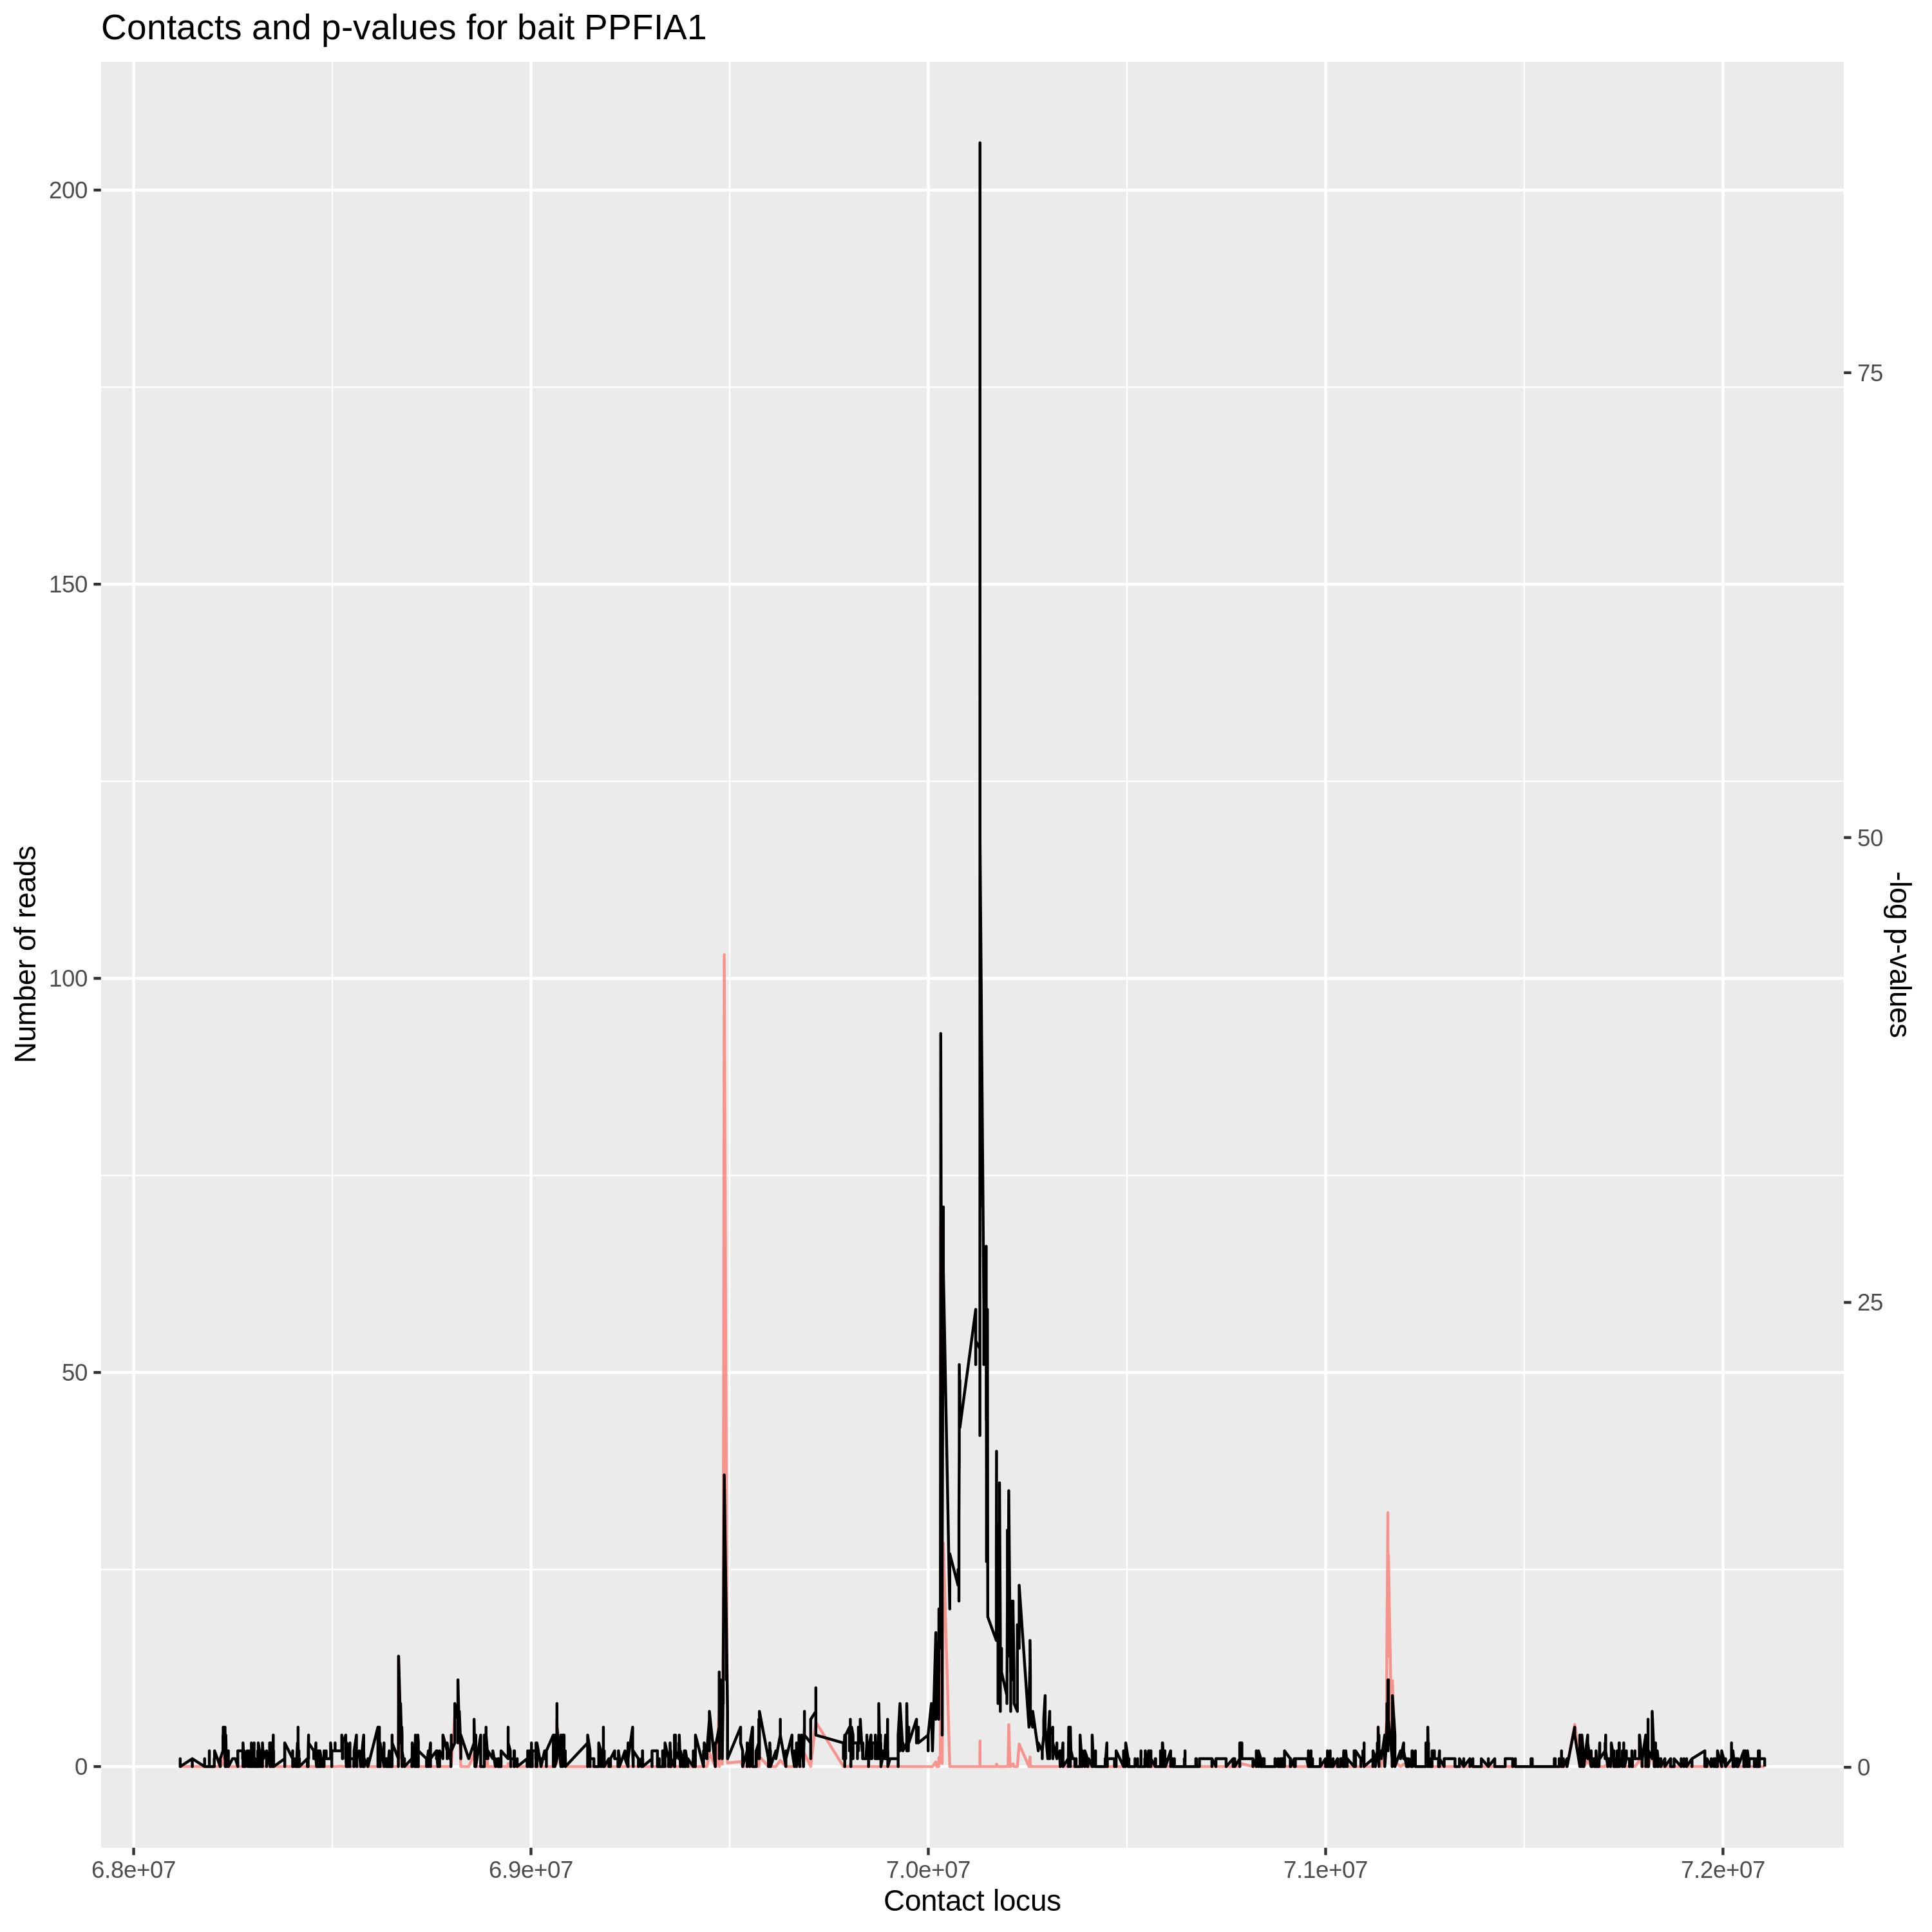 Contacts and p-values for bait PPFIA1
200
150
100
50
0
Number of reads
75
50
25
0
-log p-values
6.8e+07
6.9e+07
7.0e+07
7.1e+07
7.2e+07
Contact locus